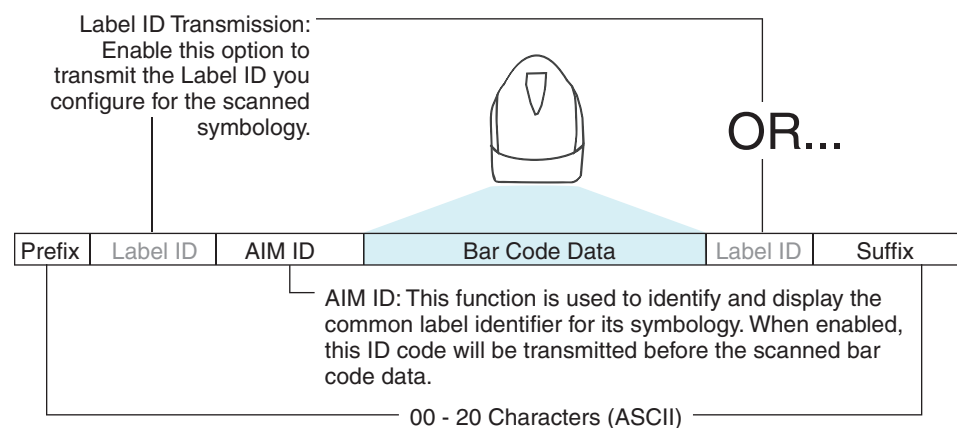 Label ID Transmission:
Enable this option to
transmit the Label ID you
configure for the scanned
symbology.
OR...
Prefix Label ID AIM ID Bar Code Data Label ID Suffix
AIM ID: This function is used to identify and display the
common label identifier for its symbology. When enabled,
this ID code will be transmitted before the scanned bar
code data.
00 - 20 Characters (ASCII)